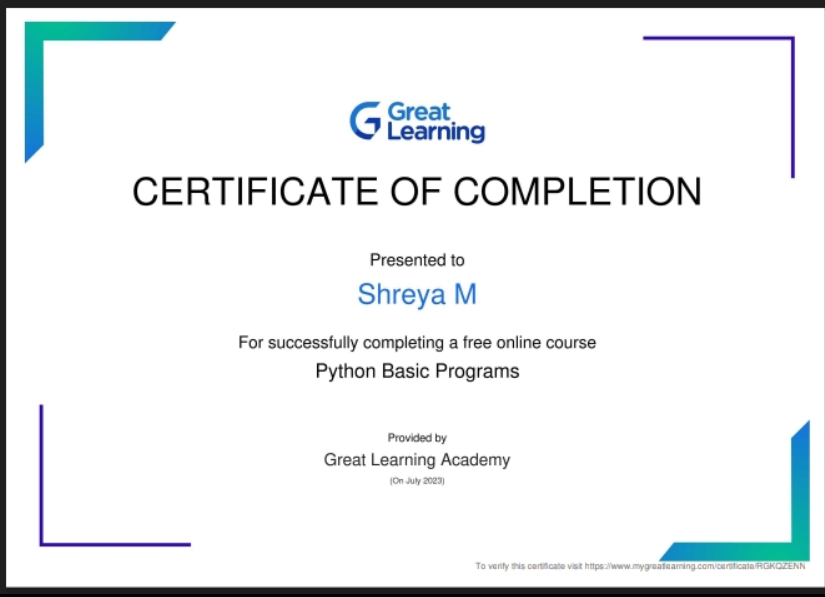 Great
Learning
CERTIFICATE OF COMPLETION
Presented to
Shreya M
For successfully completing a free online course
Python Basic Programs
Provided by
Great Learning Academy
(On July 2023)
To verify this certificate visit https://www.mygreatlearning.com/certificate/RGKQZENN